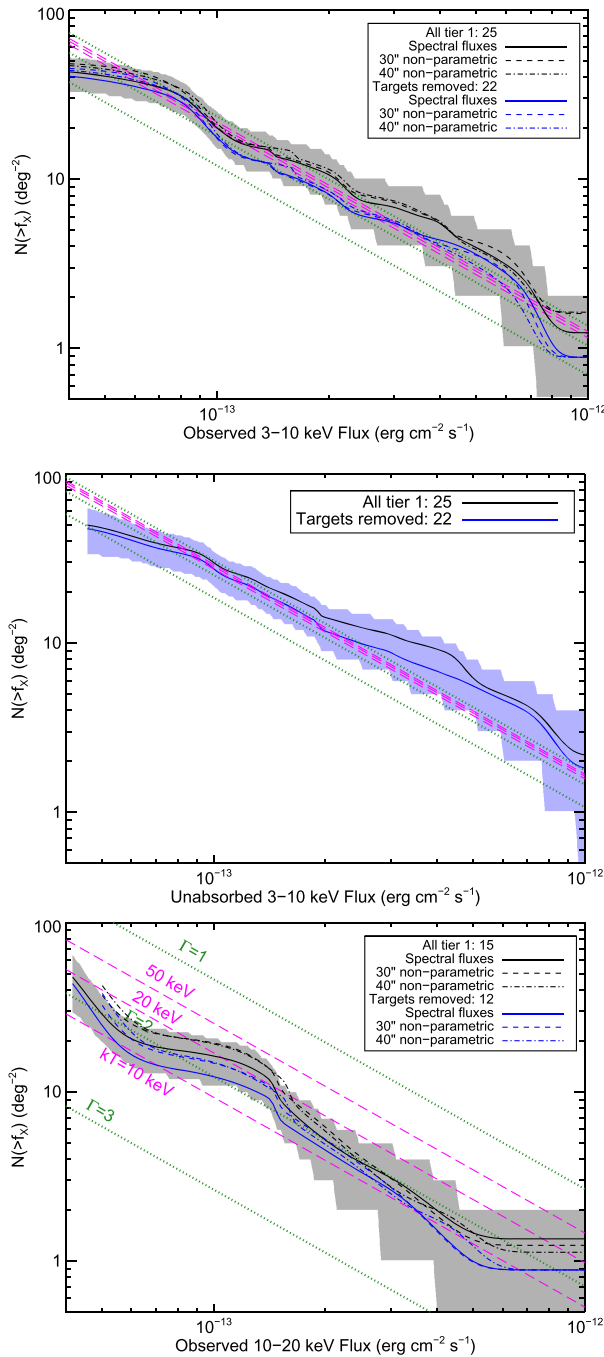 100
10
1
N(>fX) (deg−2)
All tier 1: 25
Spectral fluxes
30" non-parametric
40" non-parametric
Targets removed: 22
Spectral fluxes
30" non-parametric
40" non-parametric
10−13
10−12
Observed 3−10 keV Flux (erg cm−2 s−1)
100
10
1
N(>fX) (deg−2)
All tier 1: 25
Targets removed: 22
10−13
10−12
Unabsorbed 3−10 keV Flux (erg cm−2 s−1)
100
10
1
N(>fX) (deg−2)
Γ=1
50 keV
20 keV
Γ=2
kT=10 keV
Γ=3
All tier 1: 15
Spectral fluxes
30" non-parametric
40" non-parametric
Targets removed: 12
Spectral fluxes
30" non-parametric
40" non-parametric
10−13
10−12
Observed 10−20 keV Flux (erg cm−2 s−1)